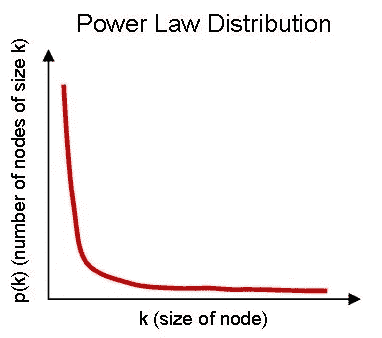 Power Law Distribution
p(k) (number of nodes of size k)
k (size of node)